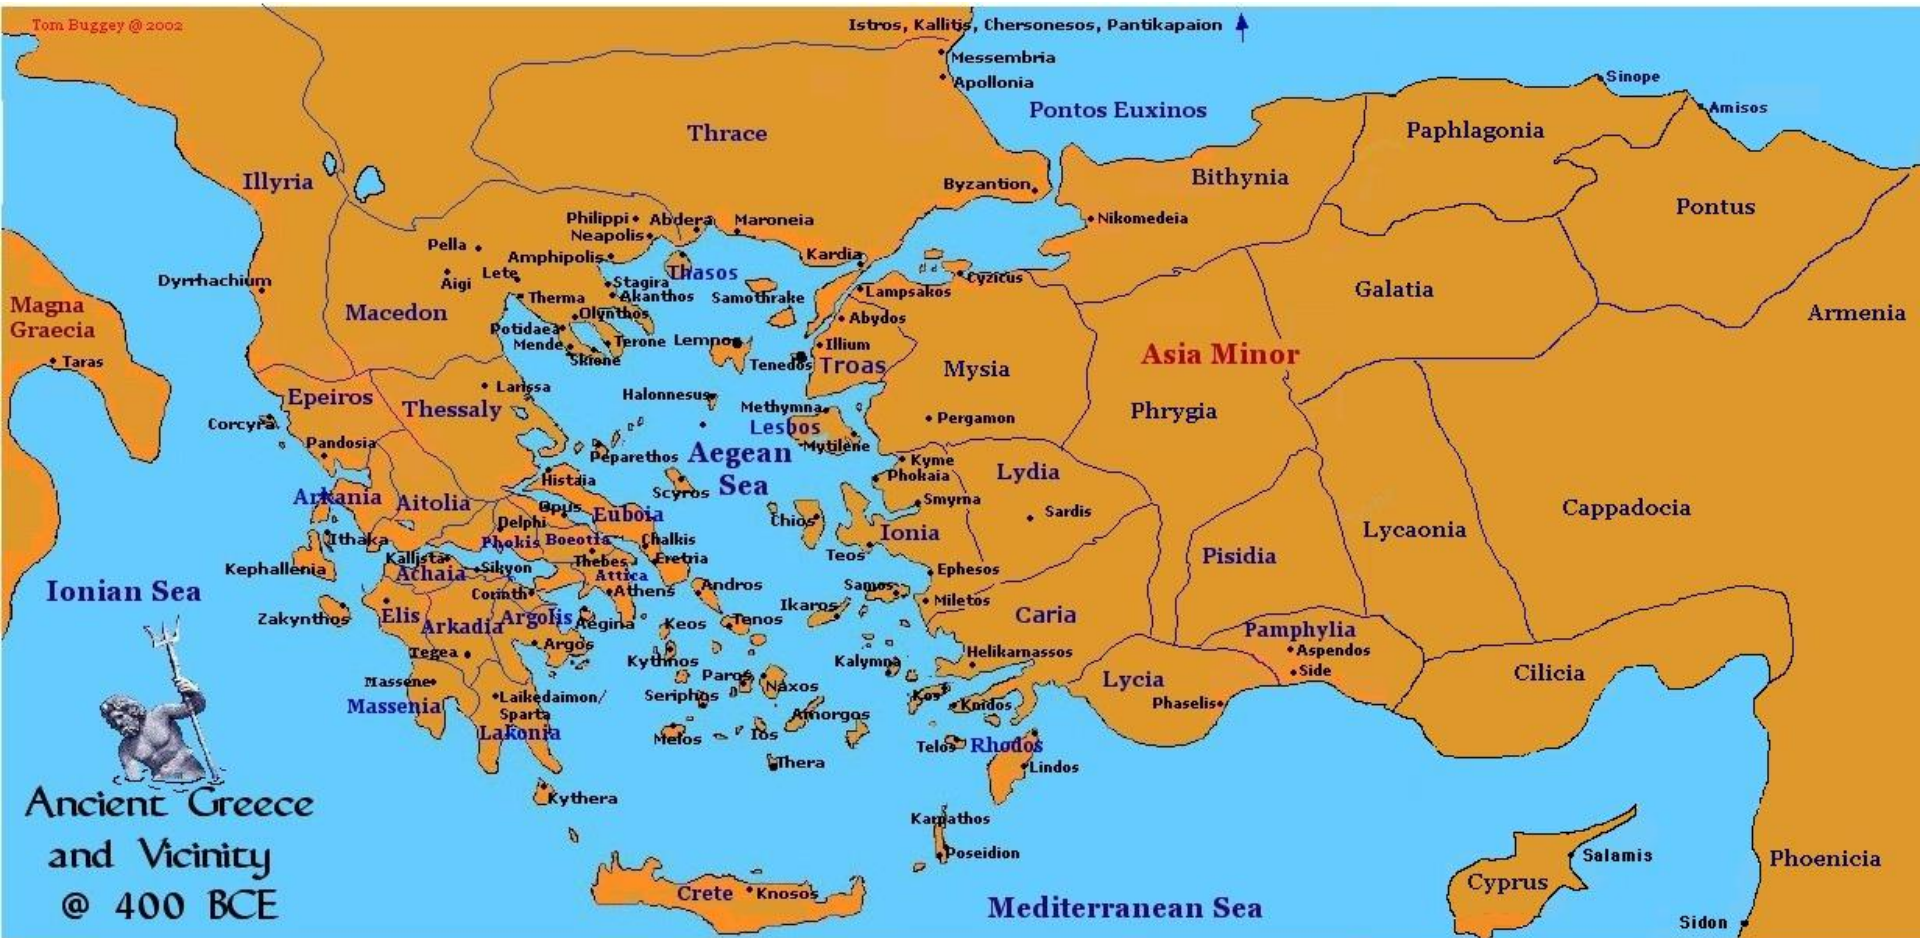 Tom Buggey @ 2002
Istros, Kallitis, Chersonesos, Pantikapaion
Messembria
Apollonia
Pontos Euxinos
Sinope
Amisos
Thrace
Paphlagonia
Illyria
Byzantion
Bithynia
Pontus
Philippi
Abdera
Maroneia
Nikomedeia
Neapolis
Pella
Amphipolis
Kardia
Dyrrhachium
Aigi
Lete
Thasos
Cyzicus
Stagira
Akanthos
Samothrake
Lampsakos
Galatia
Magna
Graecia
Therma
Macedon
Olynthos
Abydos
Armenia
Potidaea
Mende
Terone
Lempos
Illium
Skione
Tenedos
Troas
Asia Minor
Taras
Mysia
Epeiros
Larissa
Thessaly
Halonnesus
Methymna
Phrygia
Corcyra
Lesbos
Pergamon
Pandosia
Mytilene
Peparethos
Aegean
Sea
Kyme
Lydia
Phokaia
Histaia
Scyros
Arkania
Aitolia
Smyrna
Opus
Euboia
Chios
Sardis
Cappadocia
Delphi
Ionia
Lycaonia
Ithaka
Phokis
Boeotia
Chalkis
Teos
Pisidia
Kallista
Thebes
Eretria
Kephallenia
Achaia
Sikyon
Attica
Ephesos
Ionian Sea
Corinth
Athens
Andros
Samos
Miletos
Zakynthos
Elis
Arkadia
Argolis
Aegina
Keos
Tenos
Ikaros
Caria
Pamphylia
Tegea
Argos
Kythnos
Kalymna
Helikarnassos
Aspendos
Side
Cilicia
Massene
Paros
Naxos
Lycia
Massenia
Laikedaimon/
Sparta
Seriphos
Kos
Knidos
Phaselis
Lakonia
Melos
Ios
Amorgos
Telos
Rhodos
Thera
Lindos
Kythera
Ancient Greece
and Vicinity
@ 400 BCE
Karpathos
Poseidion
Salamis
Phoenicia
Crete
Knosos
Cyprus
Mediterranean Sea
Sidon